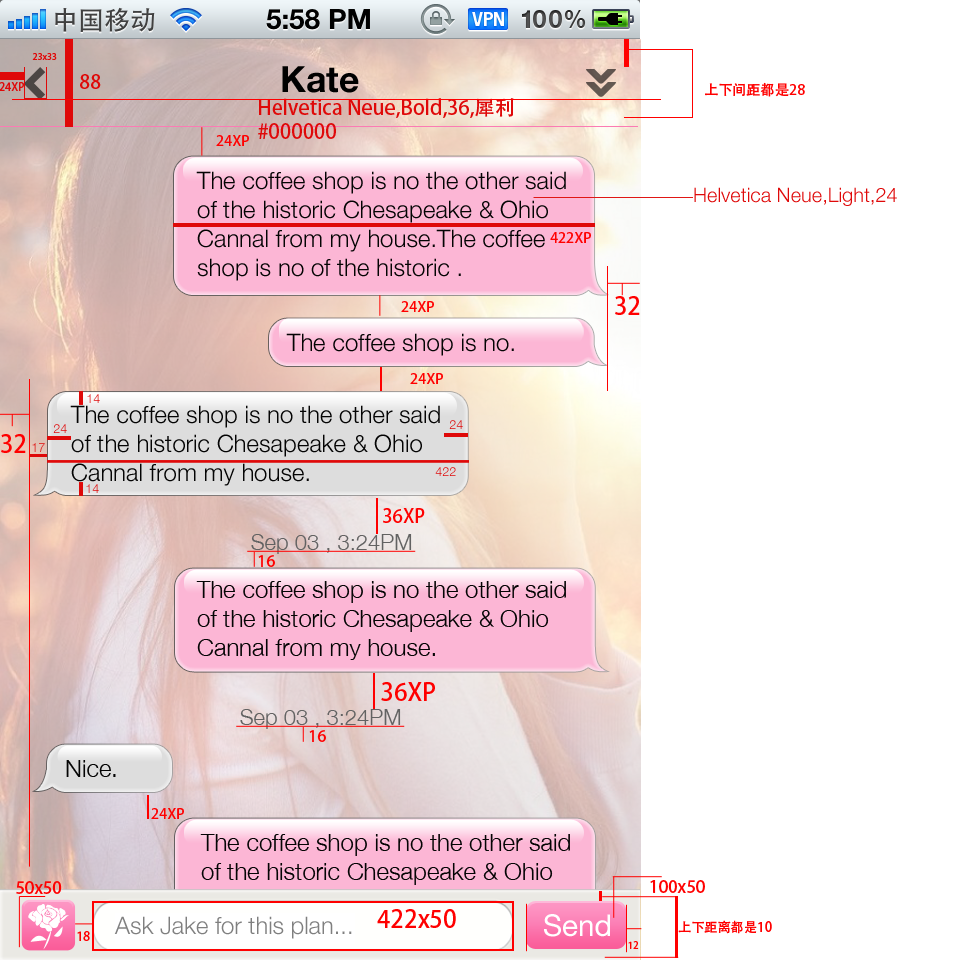 中国移动 5:58 PM VPN 100%
23x33
24XP
88
Kate
上下间距都是28
Helvetica Neue,Bold,36,犀利
#000000
24XP
The coffee shop is no the other said
of the historic Chesapeake & Ohio
Helvetica Neue,Light,24
Cannal from my house.The coffee
422XP
shop is no of the historic .
32
24XP
The coffee shop is no.
24XP
14
The coffee shop is no the other said
24
24
32
17
of the historic Chesapeake & Ohio
Cannal from my house.
422
14
36XP
Sep 03 , 3:24PM
16
The coffee shop is no the other said
of the historic Chesapeake & Ohio
Cannal from my house.
36XP
Sep 03 , 3:24PM
16
Nice.
24XP
The coffee shop is no the other said
of the historic Chesapeake & Ohio
50x50
100x50
18
Ask Jake for this plan...
422x50
Send
12
上下距离都是10